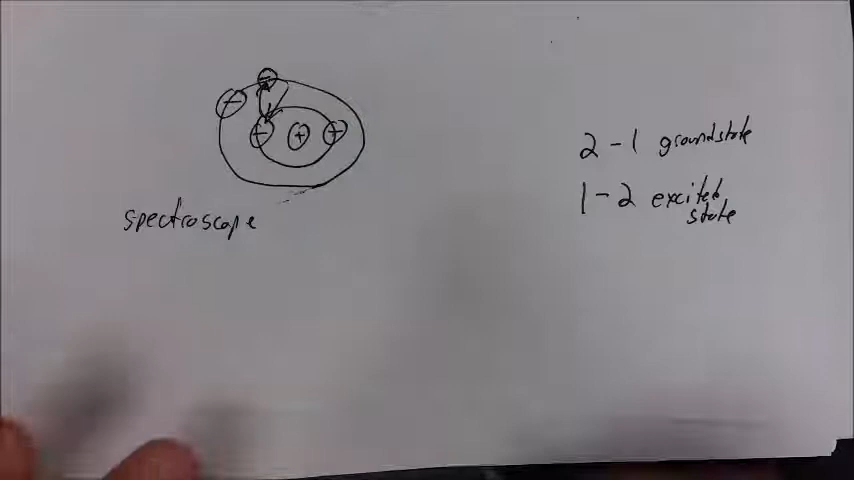 2-1 groundstate
1-2 excited
state
spectroscope